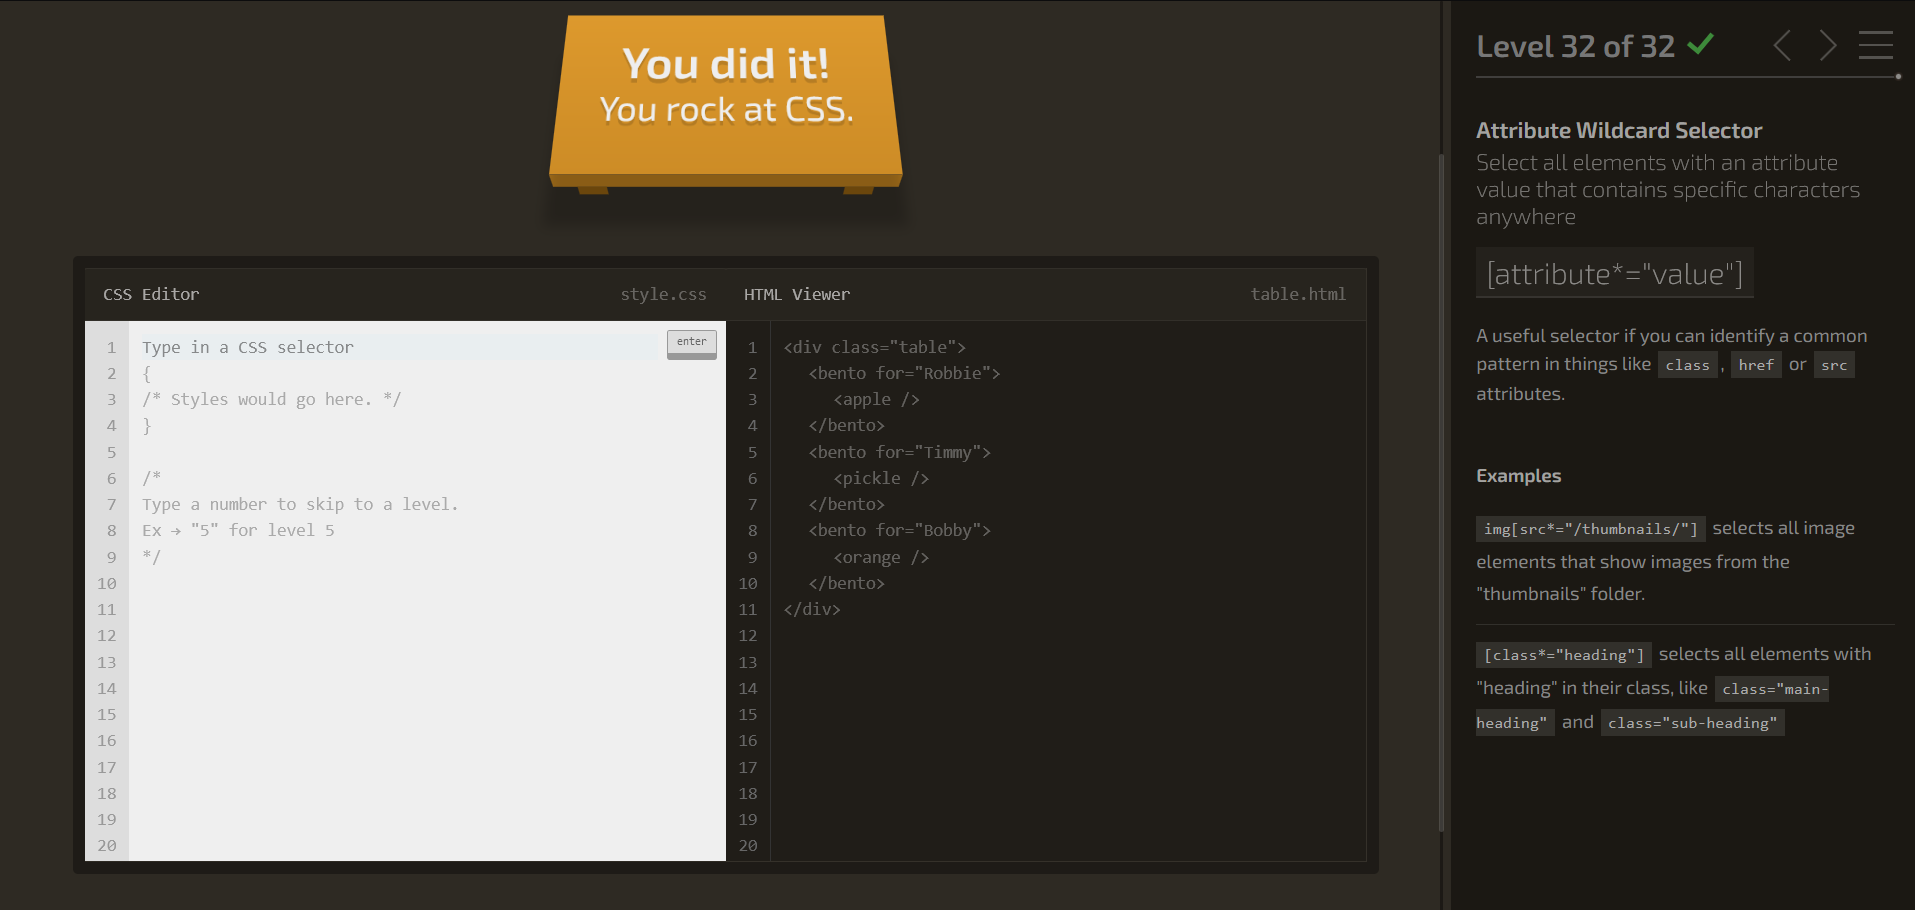 You did it!
You rock at CSS.
CSS Editor
style.css
HTML Viewer
table.html
enter
1
Type in a CSS selector
2
{
3
/* Styles would go here. */
4
}
5
6
/*
7
Type a number to skip to a level.
8
Ex → "5" for level 5
9
*/
10
11
12
13
14
15
16
17
18
19
20
1
<div class="table">
2
<bento for="Robbie">
3
<apple />
4
</bento>
5
<bento for="Timmy">
6
<pickle />
7
</bento>
8
<bento for="Bobby">
9
<orange />
10
</bento>
11
</div>
12
13
14
15
16
17
18
19
20
Level 32 of 32
Attribute Wildcard Selector
Select all elements with an attribute
value that contains specific characters
anywhere
[attribute*="value"]
A useful selector if you can identify a common
pattern in things like class , href or src
attributes.
Examples
img[src*="/thumbnails/"] selects all image
elements that show images from the
"thumbnails" folder.
[class*="heading"] selects all elements with
"heading" in their class, like class="main-
heading" and class="sub-heading"